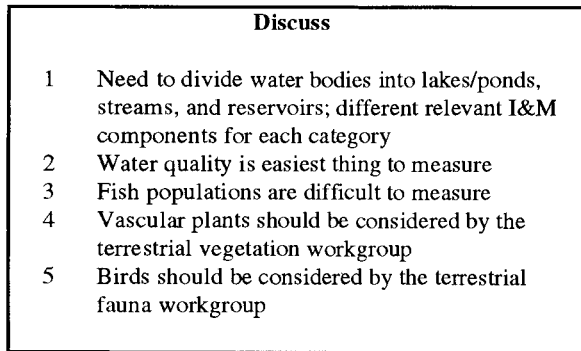 Discuss
1 Need to divide water bodies into lakes/ponds,
streams, and reservoirs; different relevant I&M
components for each category
2 Water quality is easiest thing to measure
3 Fish populations are difficult to measure
4 Vascular plants should be considered by the
terrestrial vegetation workgroup
5 Birds should be considered by the terrestrial
fauna workgroup